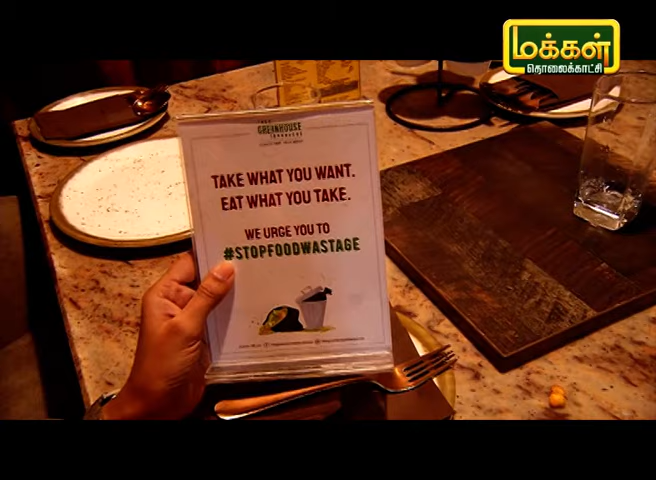 மக்கள்
தொலைக்காட்சி
GREENHOUSE
TAKE WHAT YOU WANT.
EAT WHAT YOU TAKE.
WE URGE YOU TO
#STOPFOODWASTAGE